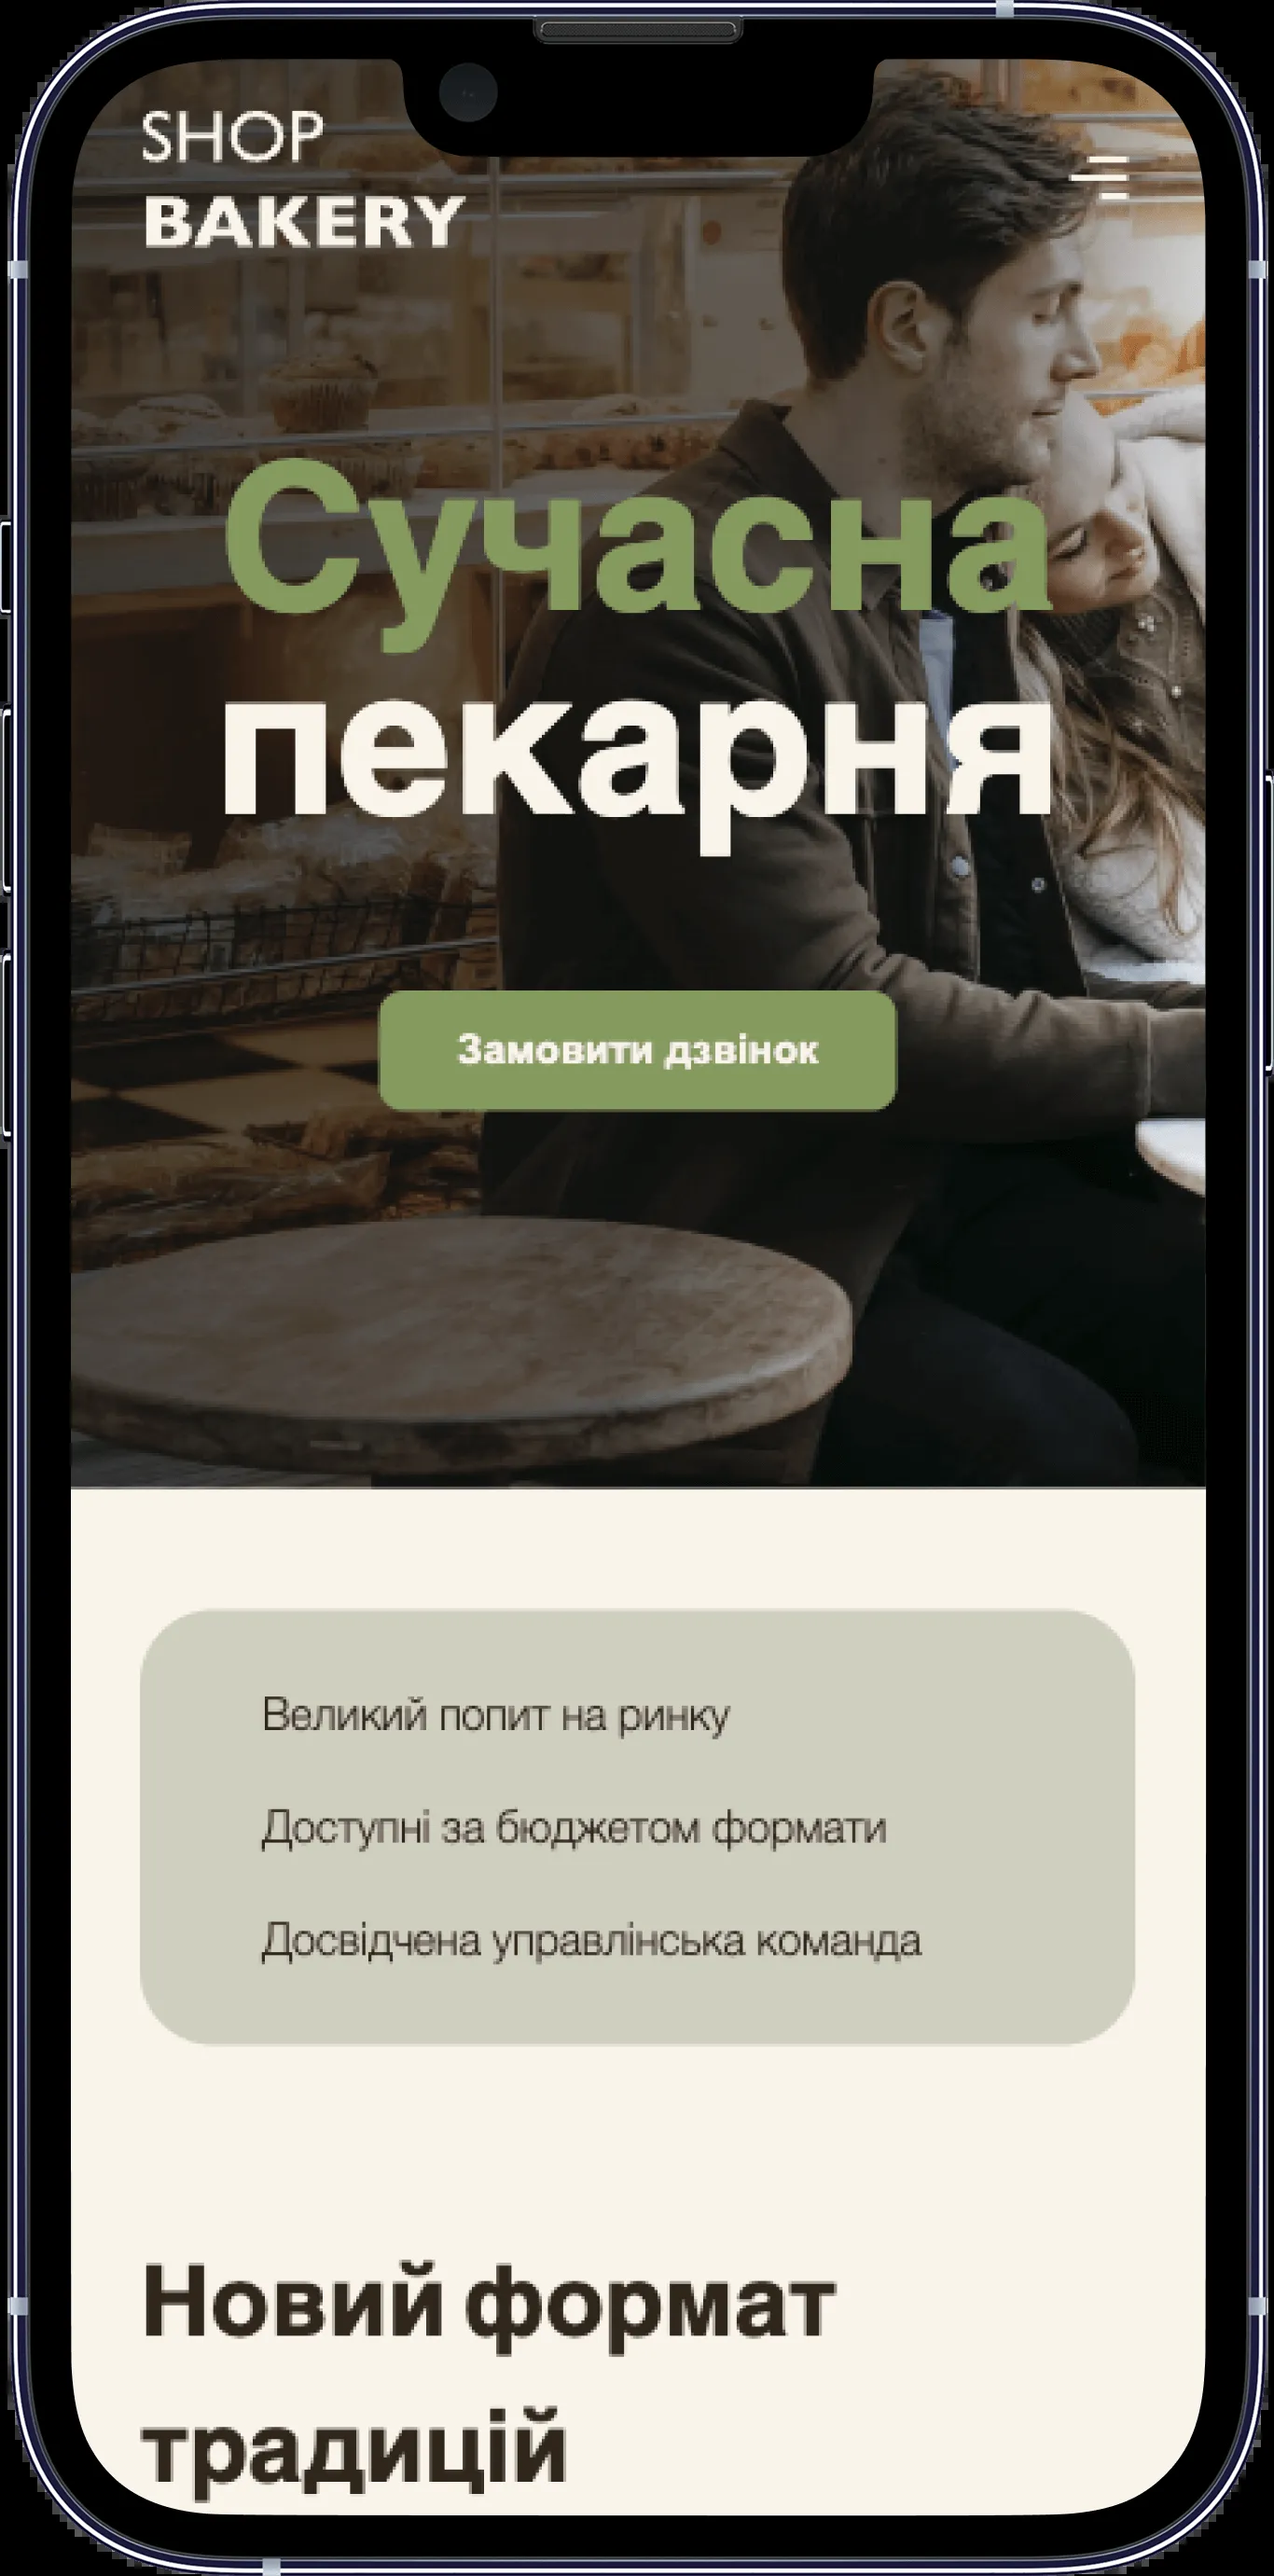 SHOP
BAKERY
Сучасна
пекарня
Замовити дзвінок
Великий попит на ринку
Доступні за бюджетом формати
Досвідчена управлінська команда
Новий формат
традицій